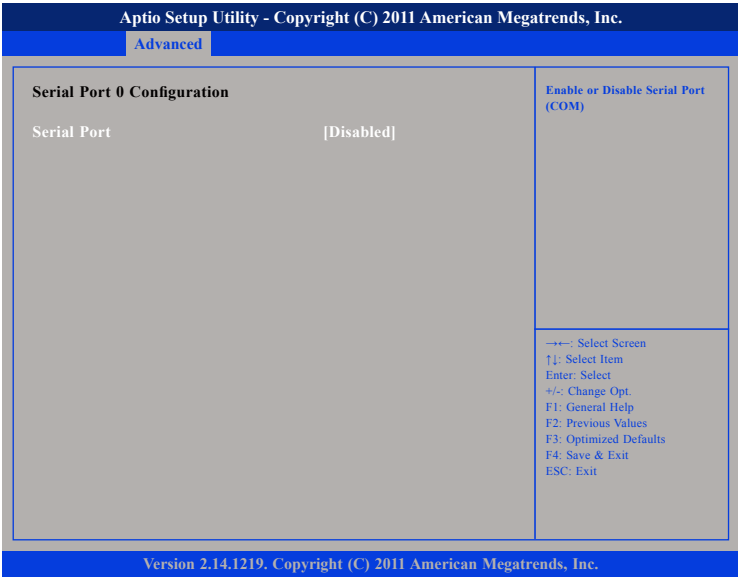 Aptio Setup Utility - Copyright (C) 2011 American Megatrends, Inc.
Advanced
Serial Port 0 Configuration
Serial Port [Disabled]
Enable or Disable Serial Port
(COM)
→←: Select Screen
↑↓: Select Item
Enter: Select
+/-: Change Opt.
F1: General Help
F2: Previous Values
F3: Optimized Defaults
F4: Save & Exit
ESC: Exit
Version 2.14.1219. Copyright (C) 2011 American Megatrends, Inc.